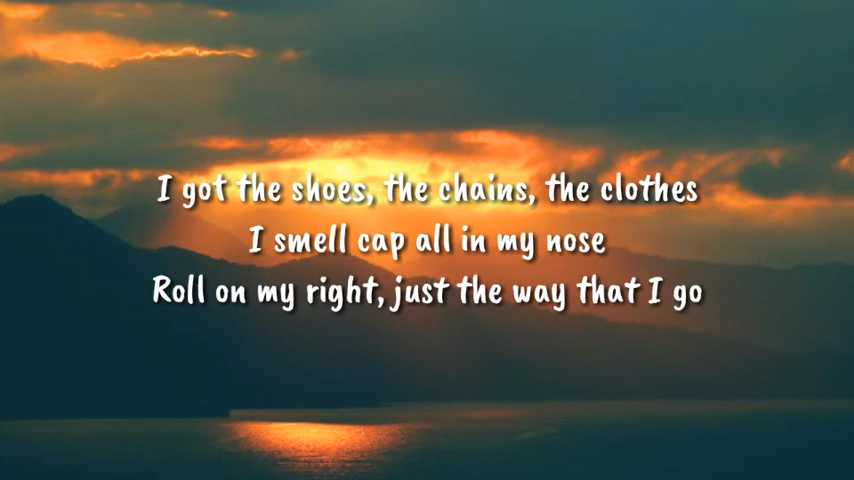 I got the shoes, the chains, the clothes
I smell cap all in my nose
Roll on my right, just the way that I go